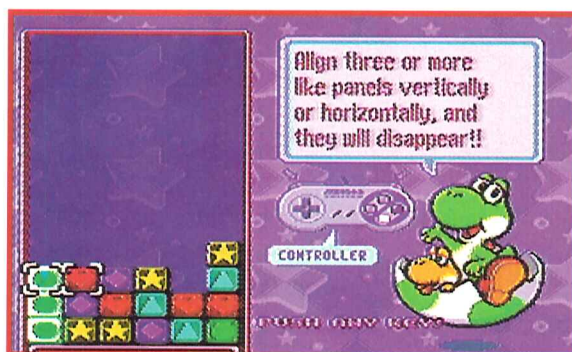 Align three or more
like panels vertically
or horizontally, and
they will disappear!!
CONTROLLER
PUSH ANY KEY!